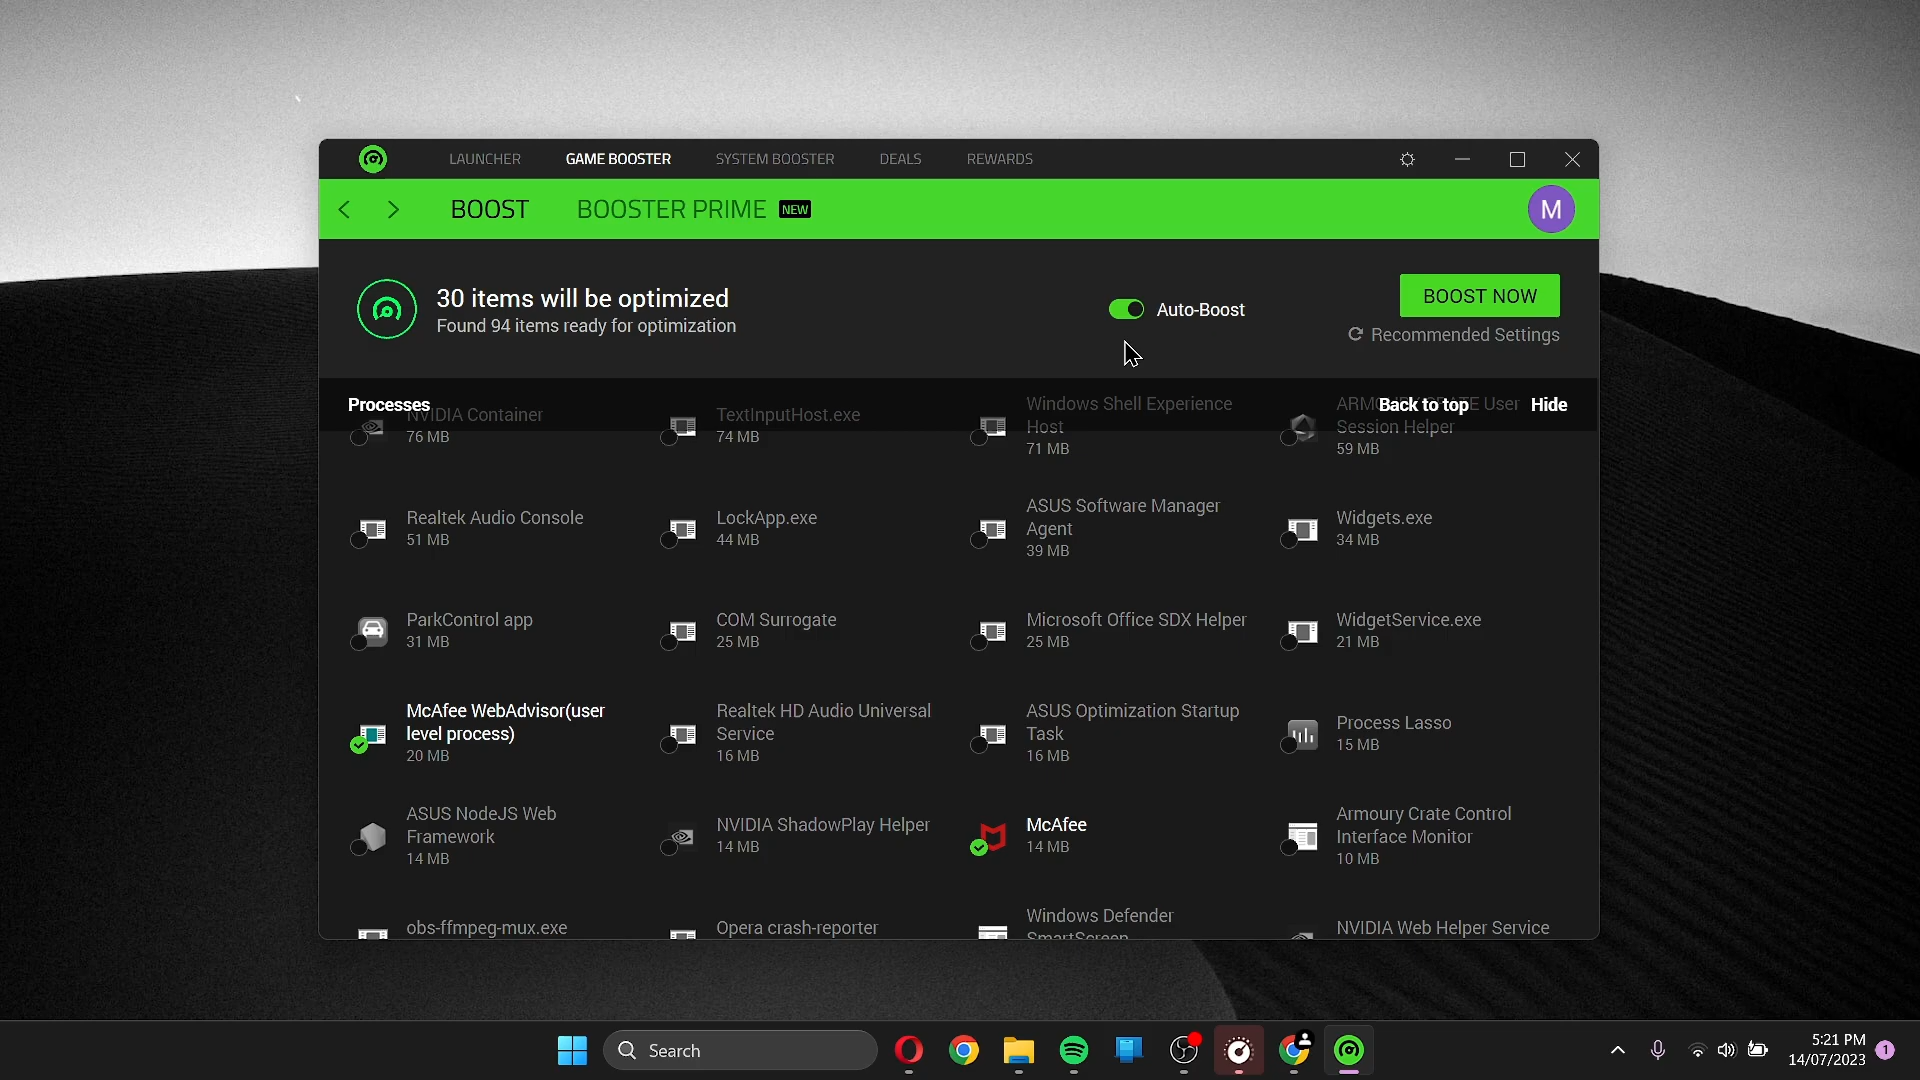 LAUNCHER GAME BOOSTER SYSTEM BOOSTER DEALS REWARDS
BOOST BOOSTER PRIME NEW M
30 items will be optimized
Found 94 items ready for optimization
Auto-Boost
BOOST NOW
Recommended Settings
Processes Back to top Hide
NVIDIA Container
76 MB
TextInputHost.exe
74 MB
Windows Shell Experience
Host
71 MB
ARMOURY CRATE User
Session Helper
59 MB
Realtek Audio Console
51 MB
LockApp.exe
44 MB
ASUS Software Manager
Agent
39 MB
Widgets.exe
34 MB
ParkControl app
31 MB
COM Surrogate
25 MB
Microsoft Office SDX Helper
25 MB
WidgetService.exe
21 MB
McAfee WebAdvisor(user
level process)
20 MB
Realtek HD Audio Universal
Service
16 MB
ASUS Optimization Startup
Task
16 MB
Process Lasso
15 MB
ASUS NodeJS Web
Framework
14 MB
NVIDIA ShadowPlay Helper
14 MB
McAfee
14 MB
Armoury Crate Control
Interface Monitor
10 MB
obs-ffmpeg-mux.exe
Opera crash-reporter
Windows Defender
SmartScreen
NVIDIA Web Helper Service
Search
5:21 PM
14/07/2023
1